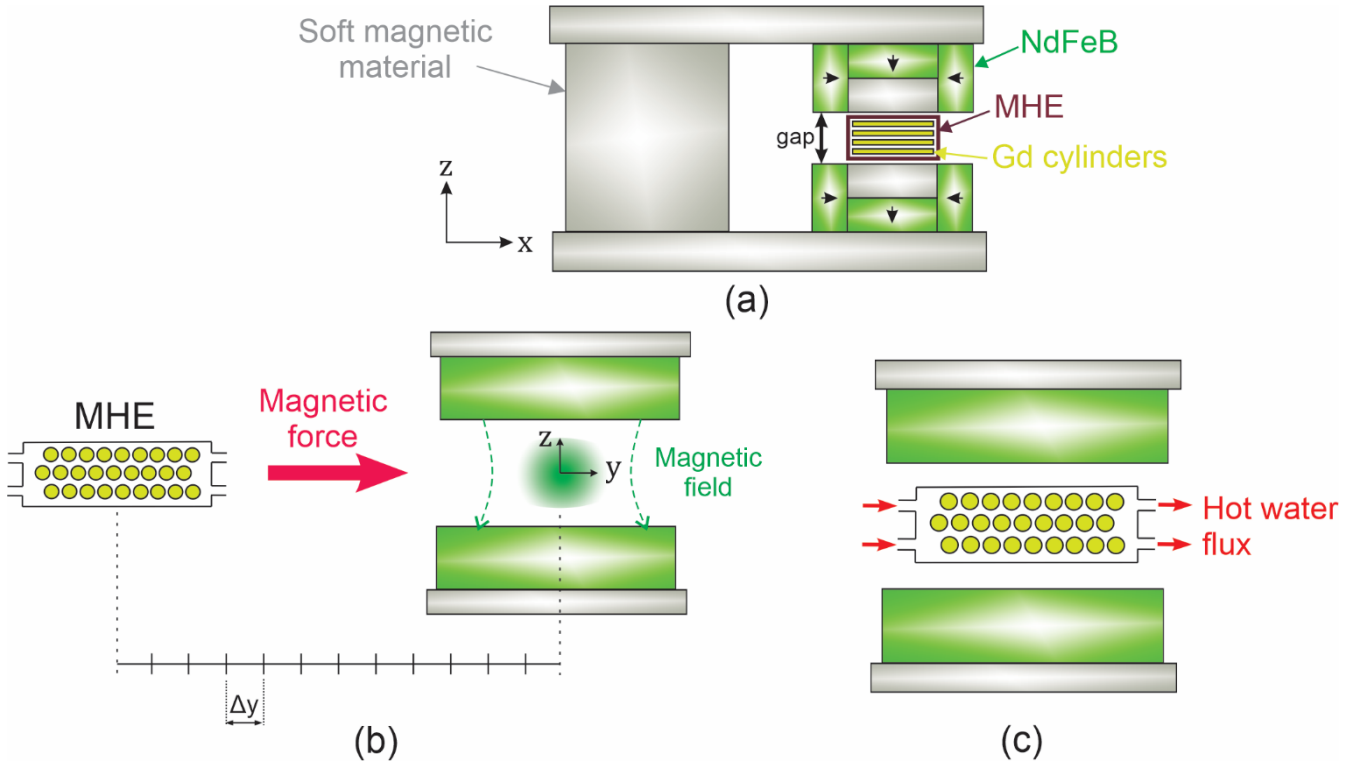 Soft magnetic
material
NdFeB
MHE
gap
Gd cylinders
z
x
(a)
MHE
Magnetic
force
z
y
Magnetic
field
Δy
(b)
Hot water
flux
(c)